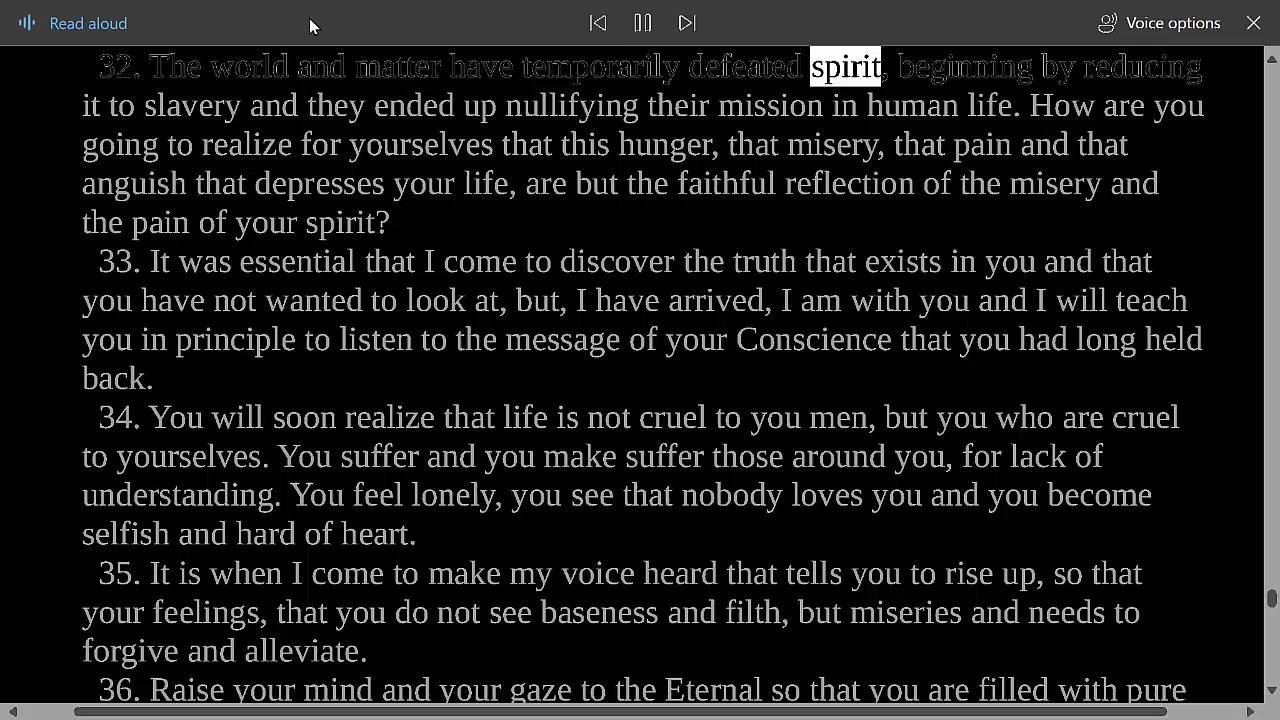 Read aloud
Voice options
32. The world and matter have temporarily defeated spirit, beginning by reducing
it to slavery and they ended up nullifying their mission in human life. How are you
going to realize for yourselves that this hunger, that misery, that pain and that
anguish that depresses your life, are but the faithful reflection of the misery and
the pain of your spirit?
33. It was essential that I come to discover the truth that exists in you and that
you have not wanted to look at, but, I have arrived, I am with you and I will teach
you in principle to listen to the message of your Conscience that you had long held
back.
34. You will soon realize that life is not cruel to you men, but you who are cruel
to yourselves. You suffer and you make suffer those around you, for lack of
understanding. You feel lonely, you see that nobody loves you and you become
selfish and hard of heart.
35. It is when I come to make my voice heard that tells you to rise up, so that
your feelings, that you do not see baseness and filth, but miseries and needs to
forgive and alleviate.
36. Raise your mind and your gaze to the Eternal so that you are filled with pure